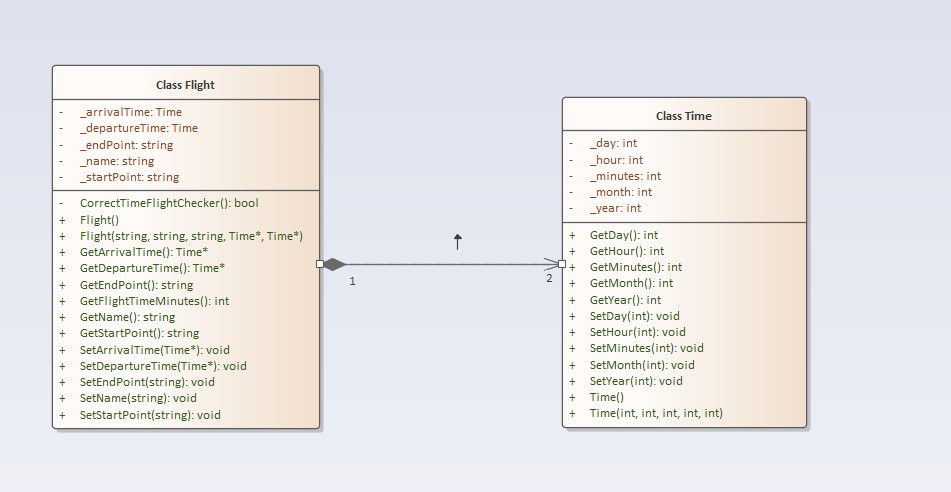 Class Flight
- _arrivalTime: Time
- _departureTime: Time
- _endPoint: string
- _name: string
- _startPoint: string
- CorrectTimeFlightChecker(): bool
+ Flight()
+ Flight(string, string, string, Time*, Time*)
+ GetArrivalTime(): Time*
+ GetDepartureTime(): Time*
+ GetEndPoint(): string
+ GetFlightTimeMinutes(): int
+ GetName(): string
+ GetStartPoint(): string
+ SetArrivalTime(Time*): void
+ SetDepartureTime(Time*): void
+ SetEndPoint(string): void
+ SetName(string): void
+ SetStartPoint(string): void
1
2
Class Time
- _day: int
- _hour: int
- _minutes: int
- _month: int
- _year: int
+ GetDay(): int
+ GetHour(): int
+ GetMinutes(): int
+ GetMonth(): int
+ GetYear(): int
+ SetDay(int): void
+ SetHour(int): void
+ SetMinutes(int): void
+ SetMonth(int): void
+ SetYear(int): void
+ Time()
+ Time(int, int, int, int, int)